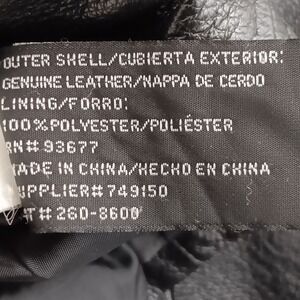 OUTER SHELL/CUBIERTA EXTERIOR:
GENUINE LEATHER/NAPPA DE CERDO
LINING/FORRO:
100%POLYESTER/POLIÉSTER
RN# 93677
MADE IN CHINA/HECHO EN CHINA
SUPPLIER# 749150
# 260-8600